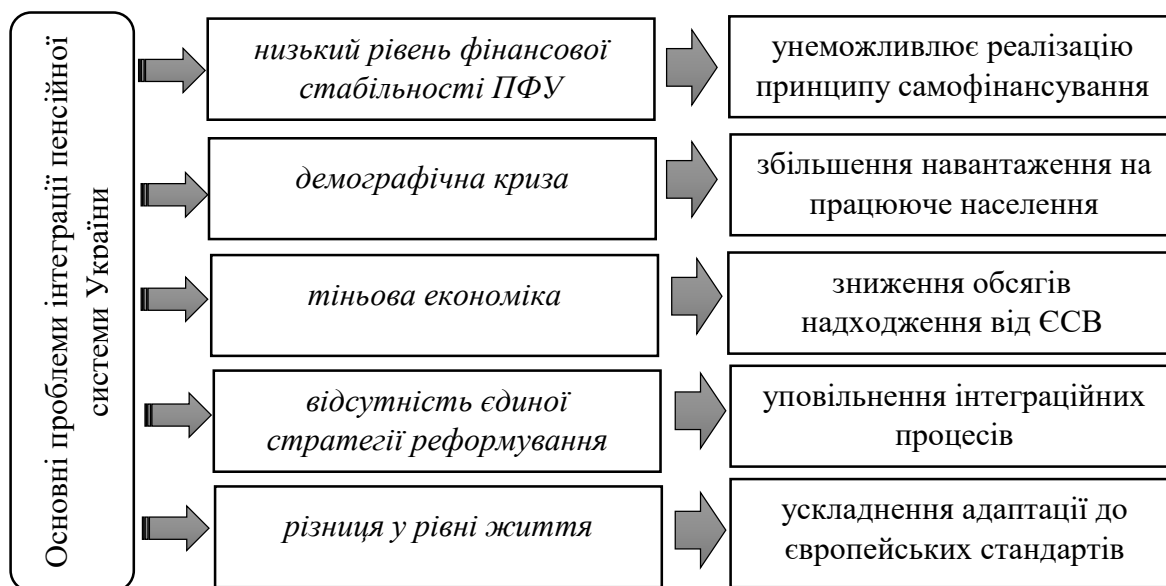 Основні проблеми інтеграції пенсійної
системи України
низький рівень фінансової
стабільності ПФУ
унеможливлює реалізацію
принципу самофінансування
демографічна криза
збільшення навантаження на
працююче населення
тіньова економіка
зниження обсягів
надходження від ЄСВ
відсутність єдиної
стратегії реформування
уповільнення інтеграційних
процесів
різниця у рівні життя
ускладнення адаптації до
європейських стандартів